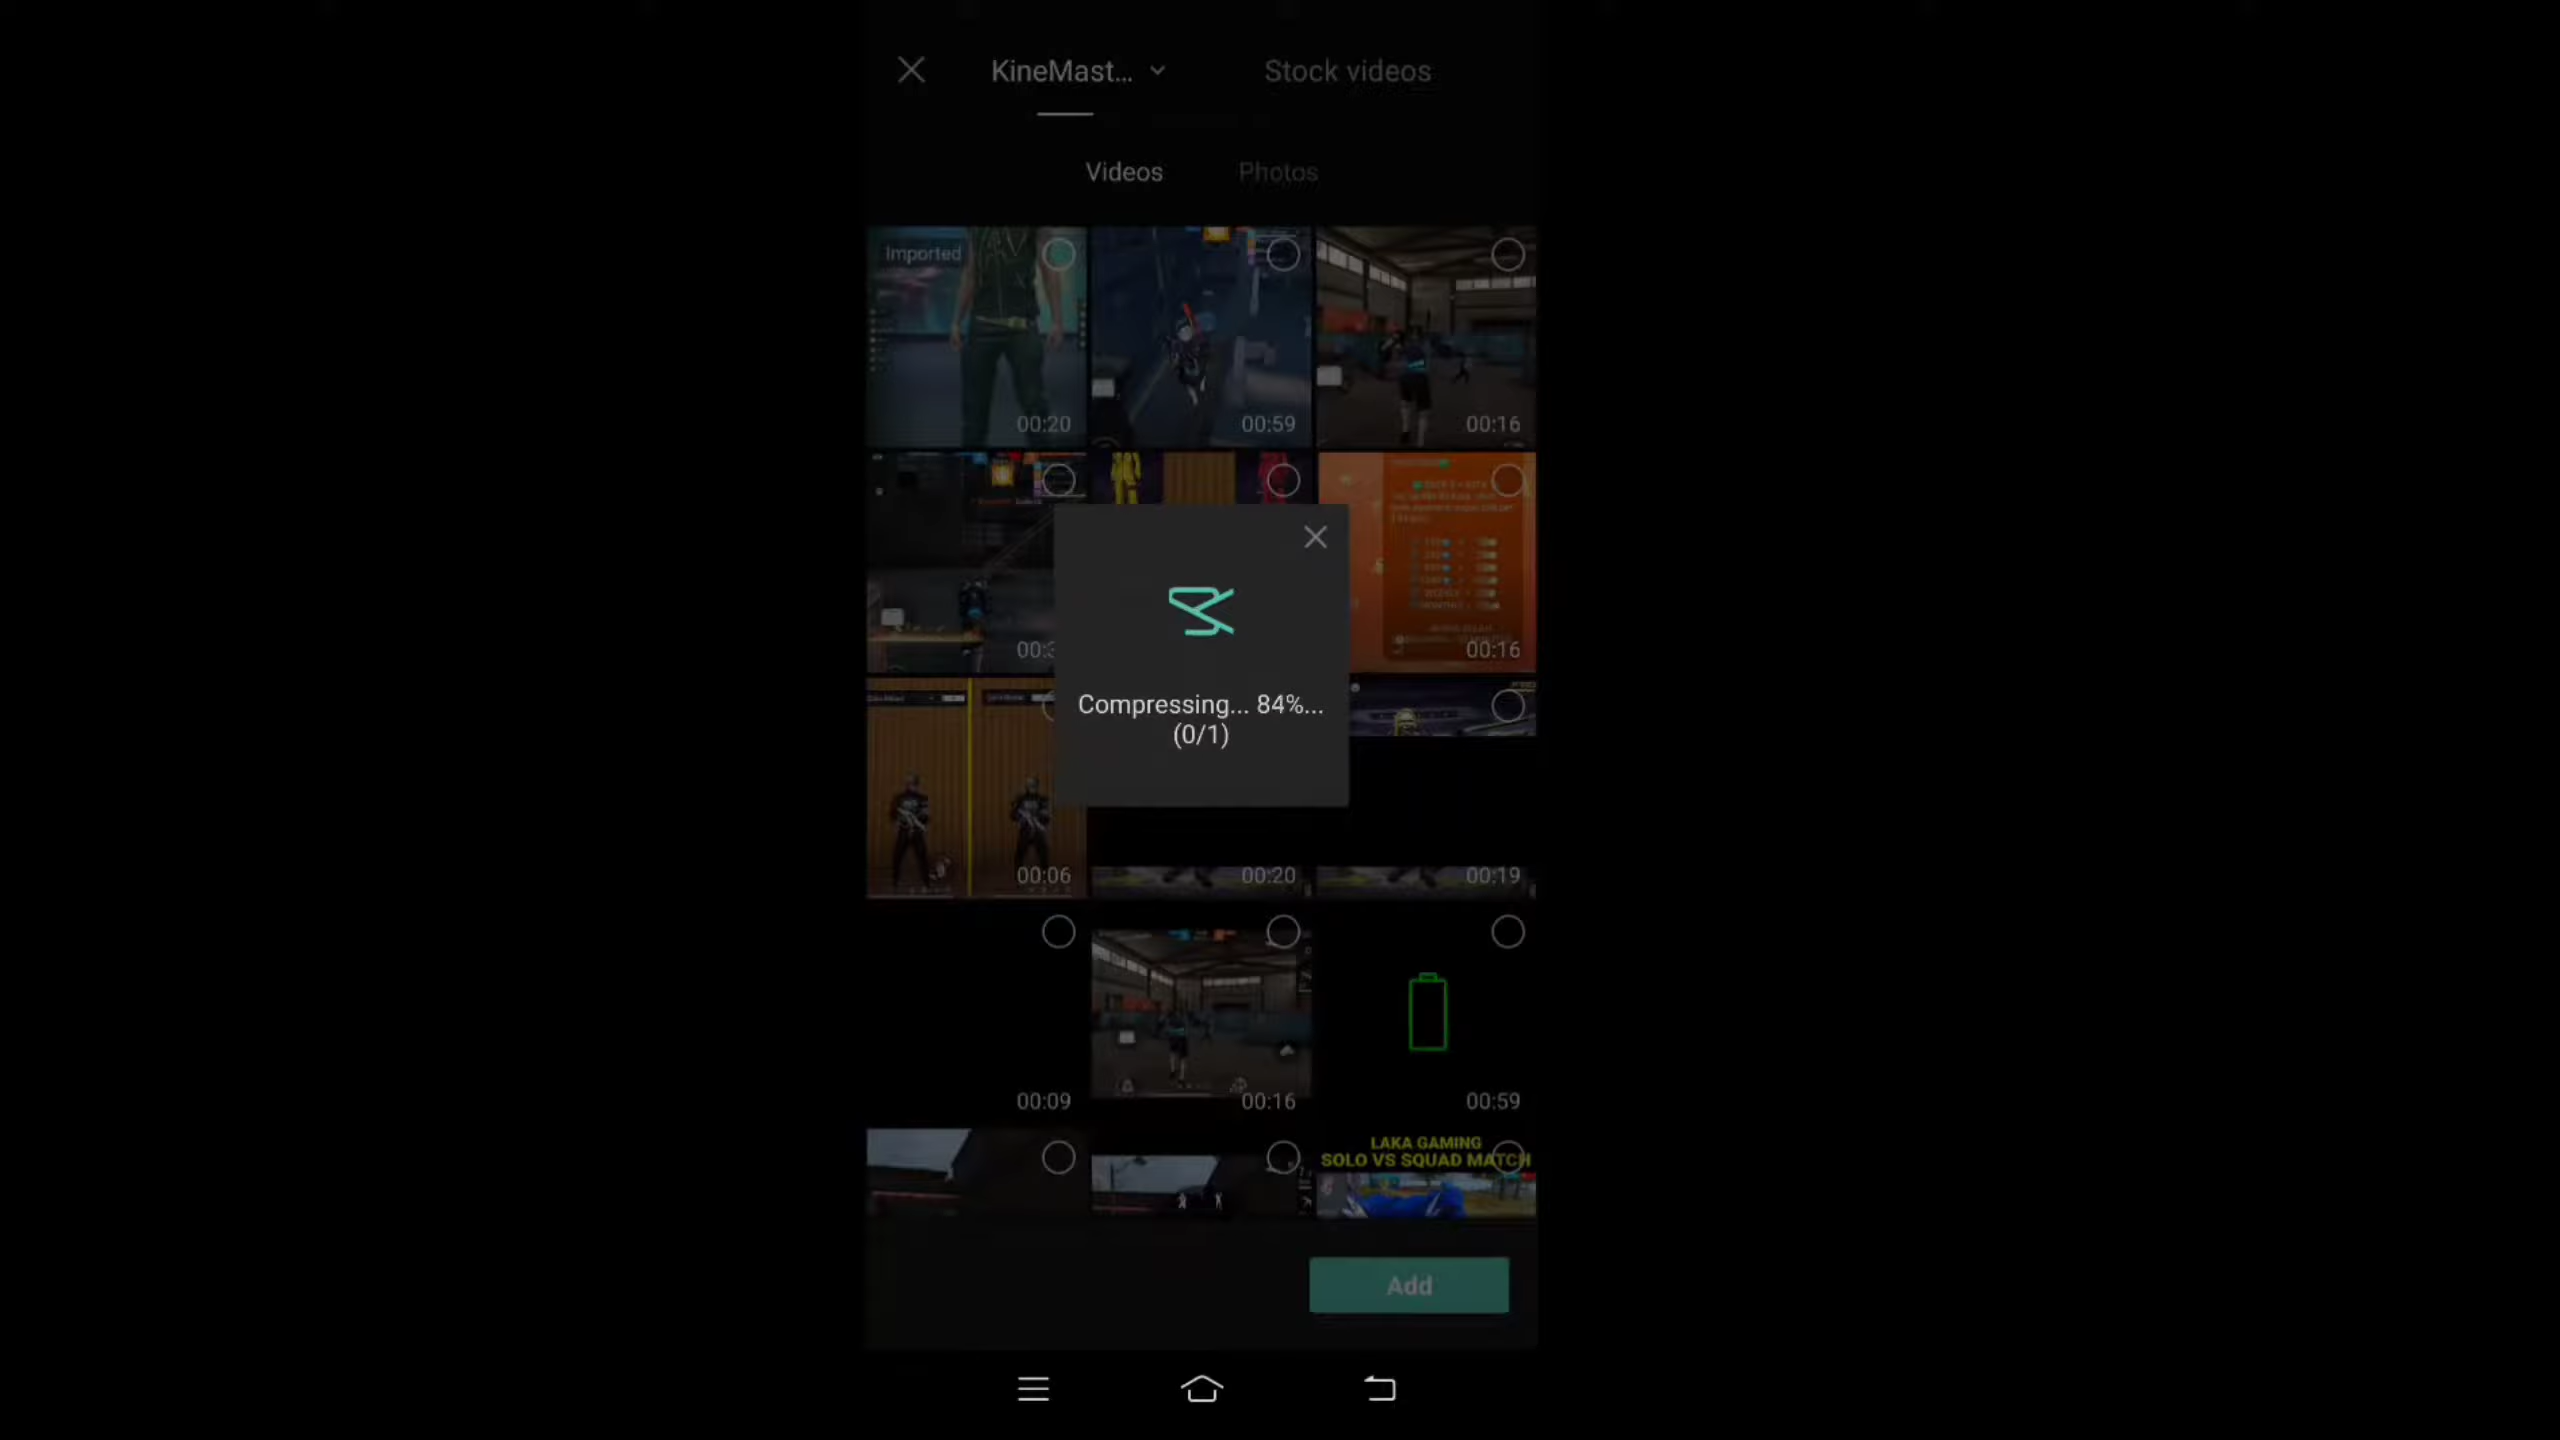 KineMast...
Stock videos
Videos
Photos
Imported
00:20
00:59
00:16
00:16
Compressing... 84%...
(0/1)
00:06
00:20
00:19
00:09
00:16
00:59
LAKA GAMING
SOLO VS SQUAD MATCH
Add